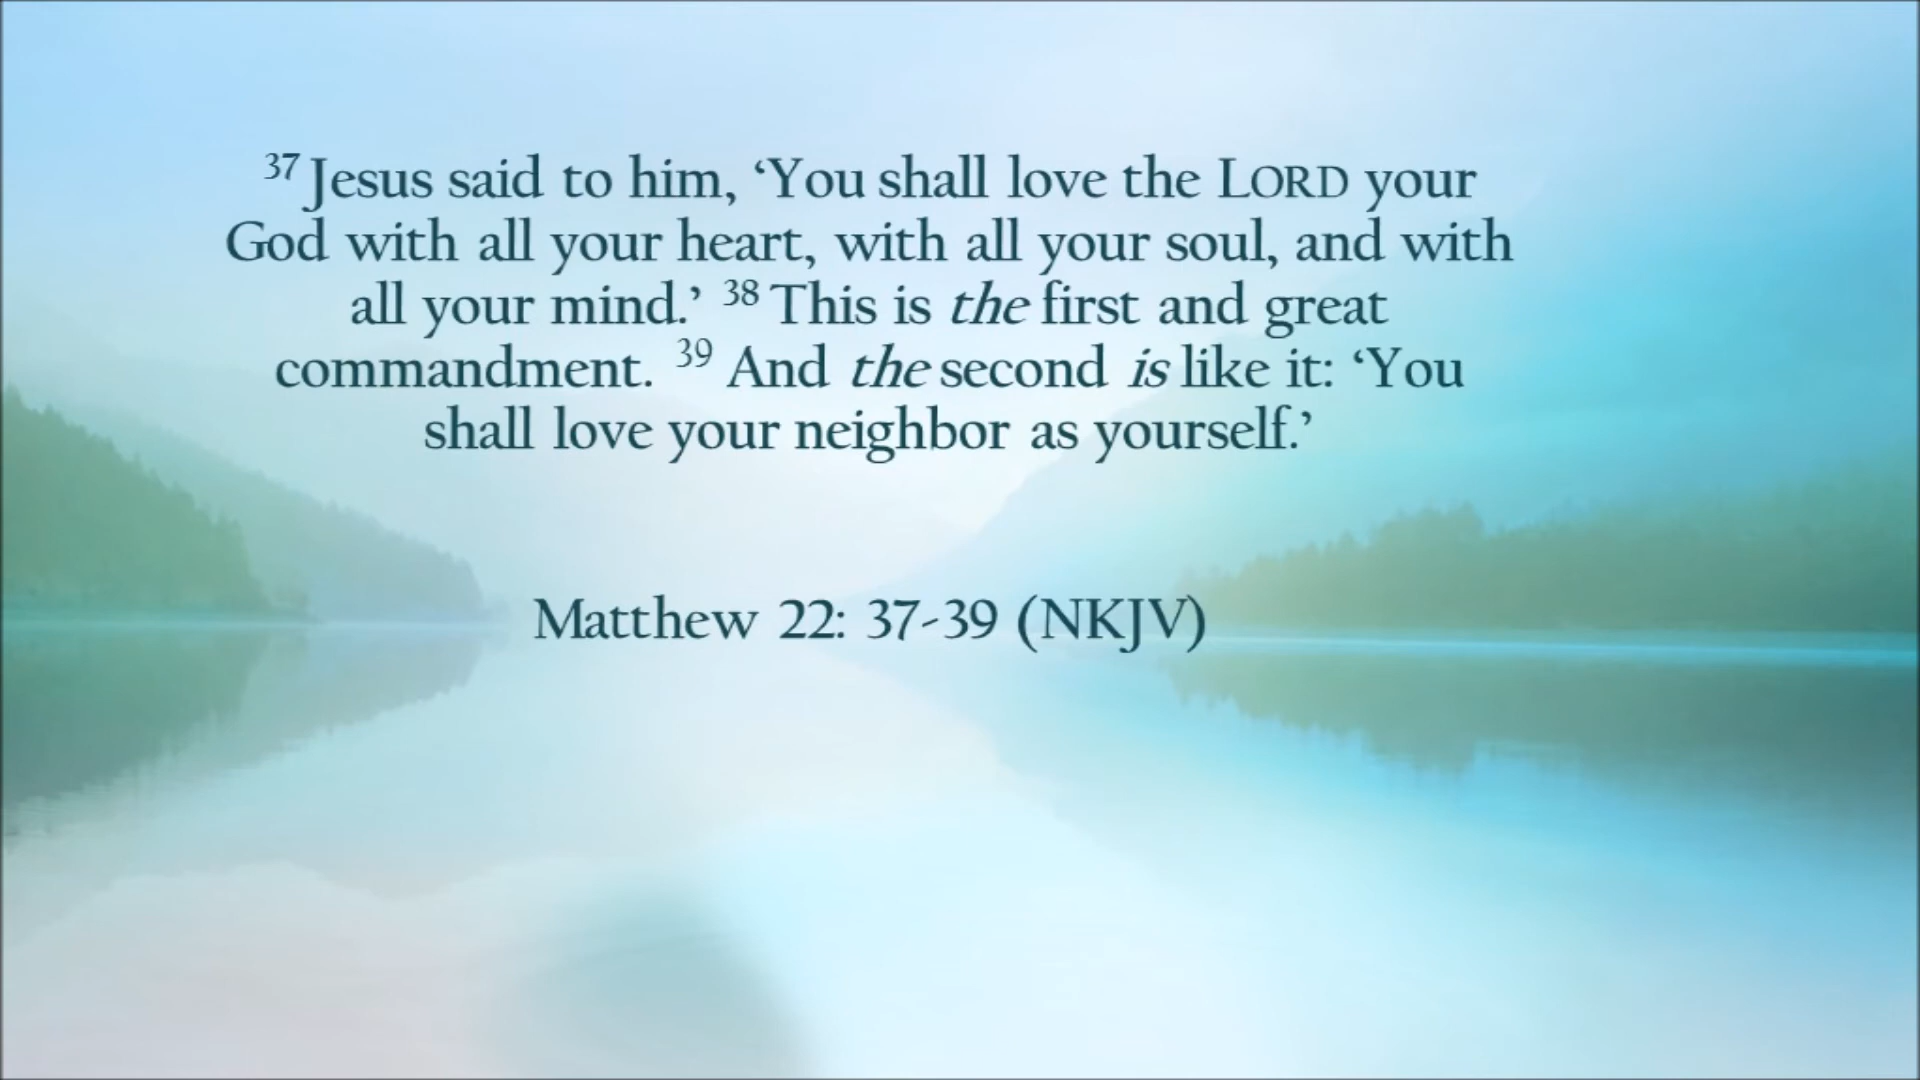 37 Jesus said to him, ‘You shall love the LORD your
God with all your heart, with all your soul, and with
all your mind.’ 38 This is the first and great
commandment. 39 And the second is like it: ‘You
shall love your neighbor as yourself.’
Matthew 22: 37-39 (NKJV)